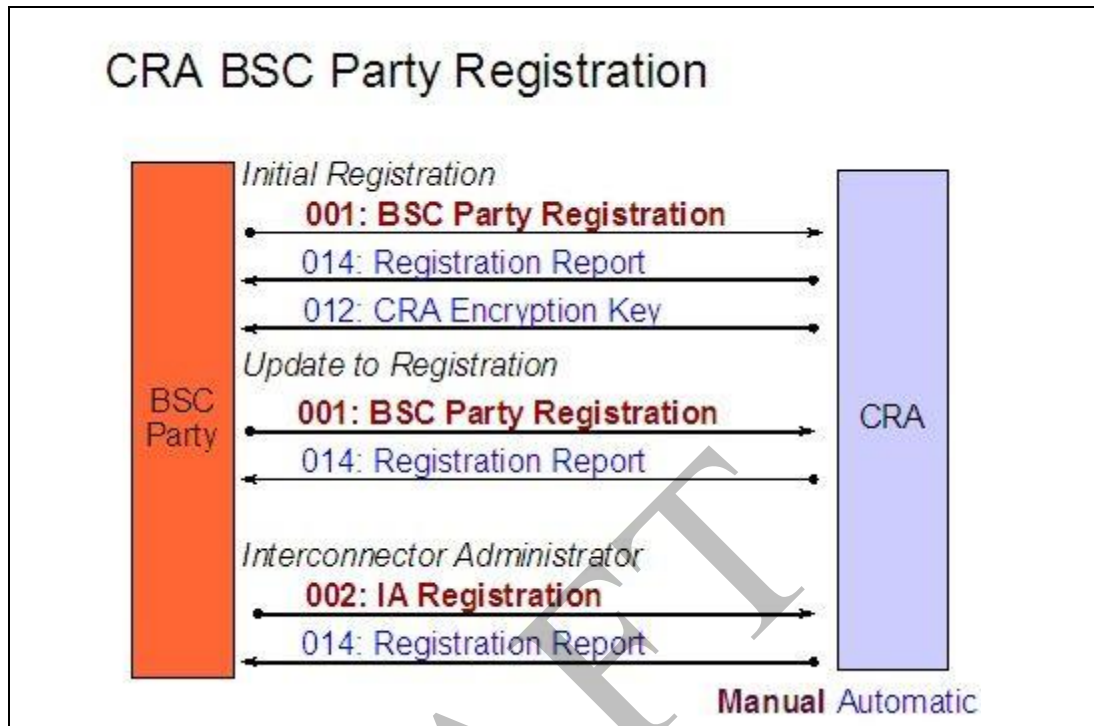 CRA BSC Party Registration
Initial Registration
001: BSC Party Registration
014: Registration Report
012: CRA Encryption Key
Update to Registration
BSC
Party
001: BSC Party Registration
CRA
014: Registration Report
Interconnector Administrator
002: IA Registration
014: Registration Report
Manual Automatic